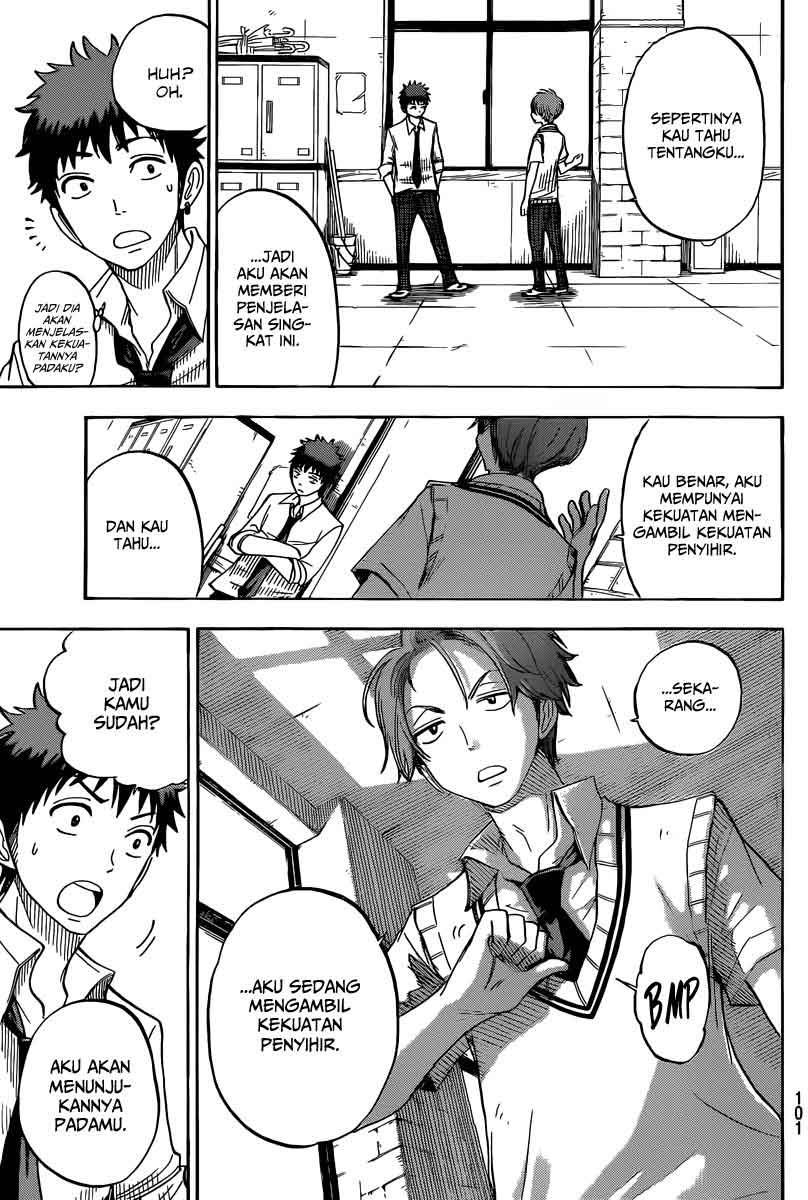 SEPERTINYA
KAU TAHU
TENTANGKU...
...JADI
AKU AKAN
MEMBERI
PENJELA-
SAN SING-
KAT INI.
HUH?
OH.
JADI DIA
AKAN
MENJELAS-
KAN KEKUA-
TANNYA
PADAKU?
KAU BENAR, AKU
MEMPUNYAI
KEKUATAN MEN-
GAMBIL KEKUATAN
PENYIHIR.
DAN KAU
TAHU...
...SEKA-
RANG...
BMP
...AKU SEDANG
MENGAMBIL
KEKUATAN
PENYIHIR.
JADI
KAMU
SUDAH?
AKU AKAN
MENUNJU-
KANNYA
PADAMU.
101